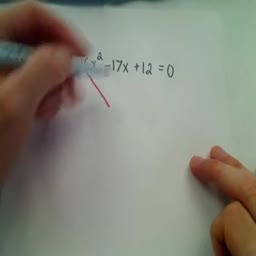 x² -17x + 12 = 0